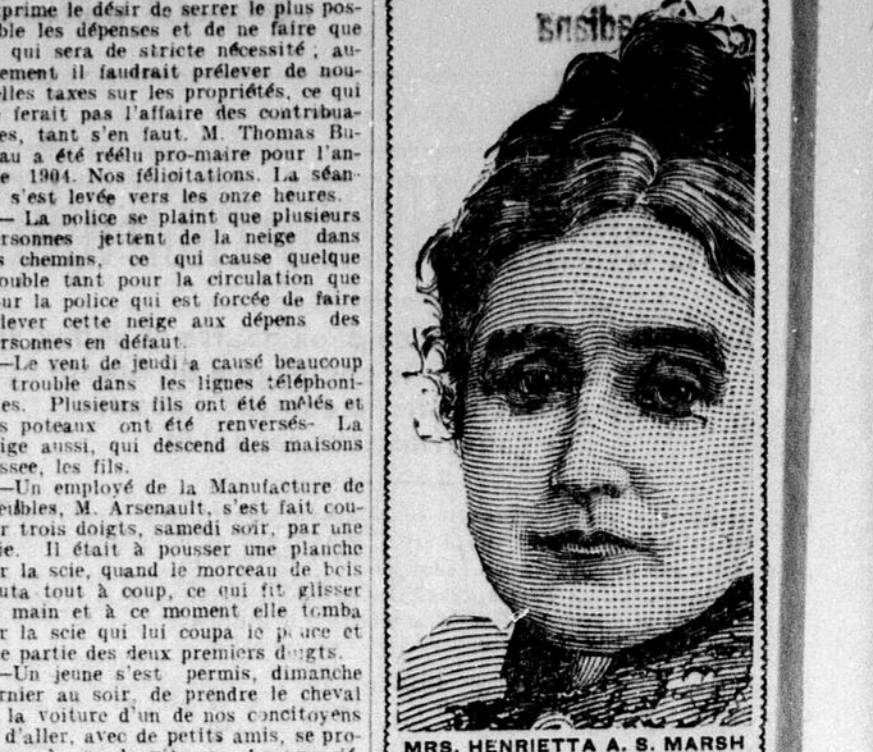 prime le désir de serrer le plus pos-
ble les dépenses et de ne faire que
qui sera de stricte nécessité ; au-
ement il faudrait prélever de nou-
lles taxes sur les propriétés, ce qui
ferait pas l'affaire des contribua-
es, tant s'en faut. M. Thomas Bu-
au a été réélu pro-maire pour l'an-
e 1904. Nos félicitations. La séan-
s'est levée vers les onze heures.
— La police se plaint que plusieurs
rsonnes jettent de la neige dans
s chemins, ce qui cause quelque
ouble tant pour la circulation que
ur la police qui est forcée de faire
lever cette neige aux dépens des
rsonnes en défaut.
—Le vent de jeudi a causé beaucoup
trouble dans les lignes téléphoni-
es. Plusieurs fils ont été mêlés et
s poteaux ont été renversés- La
ige aussi, qui descend des maisons
ssee, les fils.
—Un employé de la Manufacture de
eubles, M. Arsenault, s'est fait cou-
r trois doigts, samedi soir, par une
ie. Il était à pousser une planche
r la scie, quand le morceau de bois
uta tout à coup, ce qui fit glisser
main et à ce moment elle tomba
r la scie qui lui coupa le pouce et
e partie des deux premiers doigts.
—Un jeune s'est permis, dimanche
rnier au soir, de prendre le cheval
la voiture d'un de nos concitoyens
d'aller, avec de petits amis, se pro-
MRS. HENRIETTA A. S. MARSH